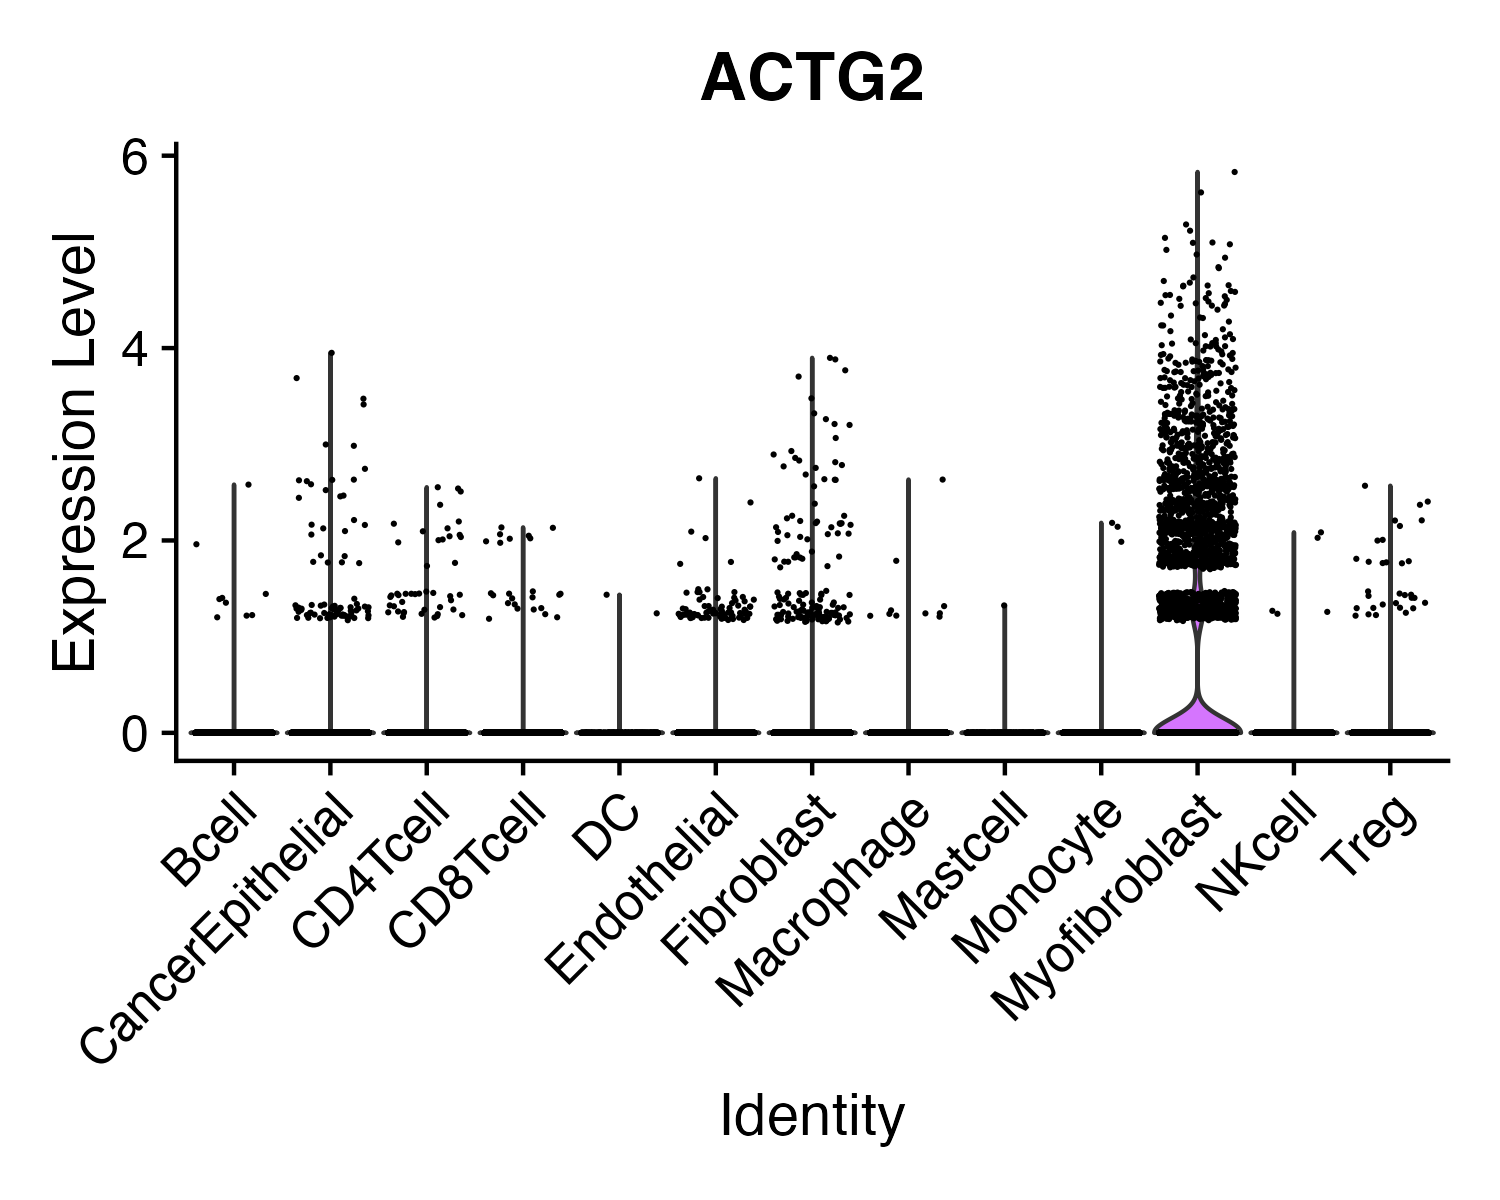 ACTG2
Expression Level
6
4
2
0
Bcell
CancerEpithelial
CD4Tcell
CD8Tcell
DC
Endothelial
Fibroblast
Macrophage
Mastcell
Monocyte
Myofibroblast
NKcell
Treg
Identity